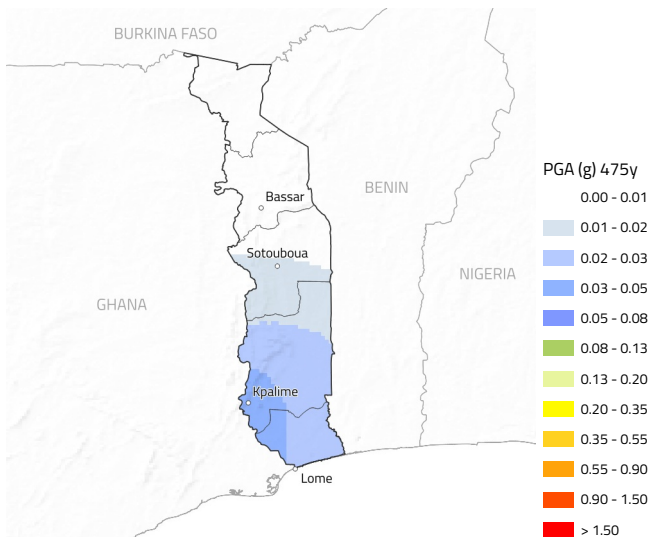 BURKINA FASO
PGA (g) 475y
0.00 - 0.01
Bassar
BENIN
0.01 - 0.02
Sotouboua
0.02 - 0.03
NIGERIA
0.03 - 0.05
GHANA
0.05 - 0.08
0.08 - 0.13
0.13 - 0.20
Kpalime
0.20 - 0.35
0.35 - 0.55
0.55 - 0.90
Lome
0.90 - 1.50
> 1.50